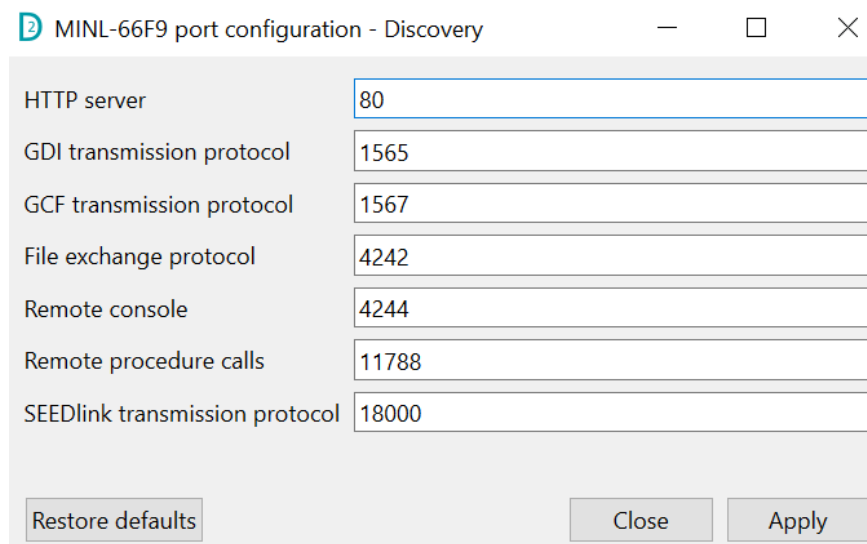 D2 MINL-66F9 port configuration - Discovery
HTTP server 80
GDI transmission protocol 1565
GCF transmission protocol 1567
File exchange protocol 4242
Remote console 4244
Remote procedure calls 11788
SEEDlink transmission protocol 18000
Restore defaults Close Apply